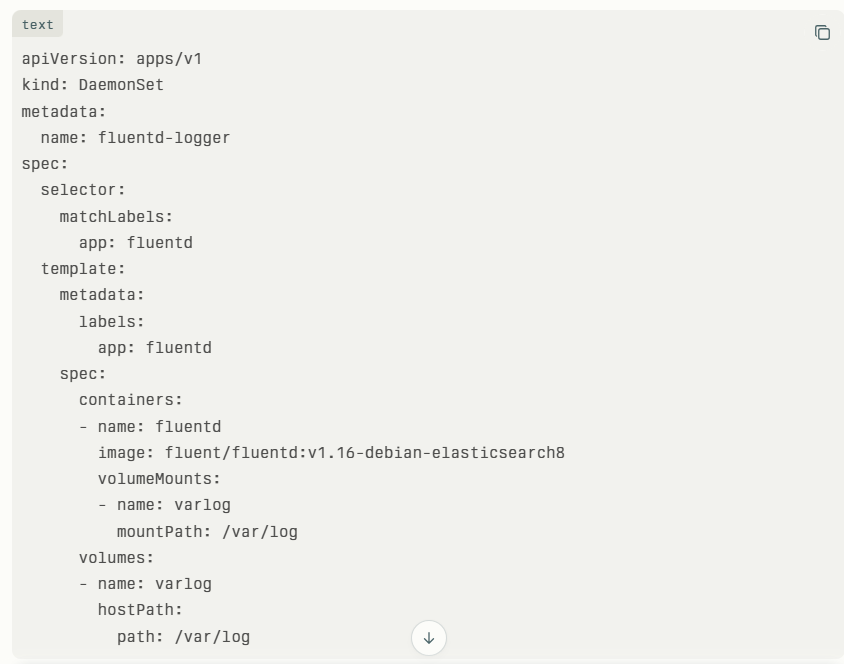 text
apiVersion: apps/v1
kind: DaemonSet
metadata:
  name: fluentd-logger
spec:
  selector:
    matchLabels:
      app: fluentd
  template:
    metadata:
      labels:
        app: fluentd
    spec:
      containers:
      - name: fluentd
        image: fluent/fluentd:v1.16-debian-elasticsearch8
        volumeMounts:
        - name: varlog
          mountPath: /var/log
      volumes:
      - name: varlog
        hostPath:
          path: /var/log